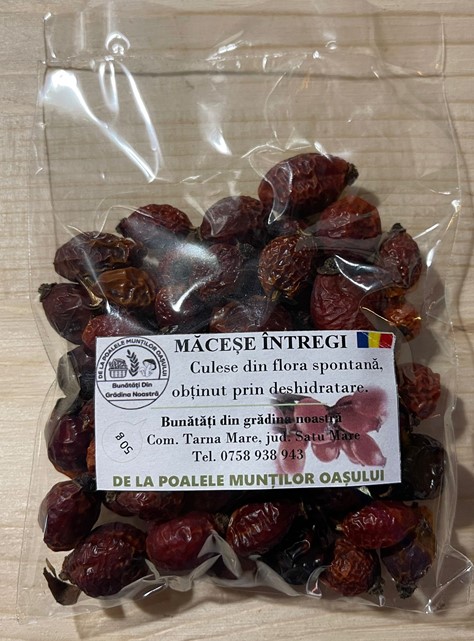 MĂCEȘE ÎNTREGI
Culese din flora spontană,
obținut prin deshidratare.
DE LA POALELE MUNȚILOR OAȘULUI
Bunătăți Din
Grădina Noastră
50 g
Bunătăți din grădina noastră
Com. Tarna Mare, jud. Satu Mare
Tel. 0758 938 943
DE LA POALELE MUNȚILOR OAȘULUI